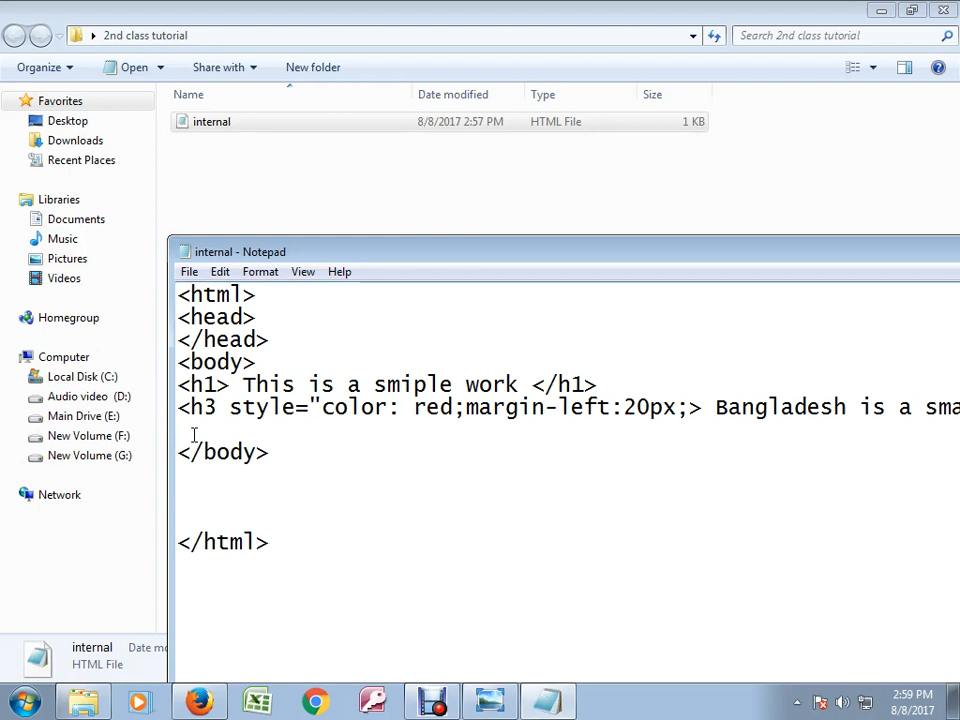 2nd class tutorial
Search 2nd class tutorial
Organize Open Share with New folder
Name Date modified Type Size
Favorites
internal 8/8/2017 2:57 PM HTML File 1 KB
Desktop
Downloads
Recent Places
Libraries
Documents
Music
Pictures
Videos
Homegroup
Computer
Local Disk (C:)
Audio video (D:)
Main Drive (E:)
New Volume (F:)
New Volume (G:)
Network
internal - Notepad
File Edit Format View Help
<html>
<head>
</head>
<body>
<h1> This is a smiple work </h1>
<h3 style="color: red;margin-left:20px;> Bangladesh is a sma
</body>
</html>
internal Date mo
HTML File
2:59 PM
8/8/2017